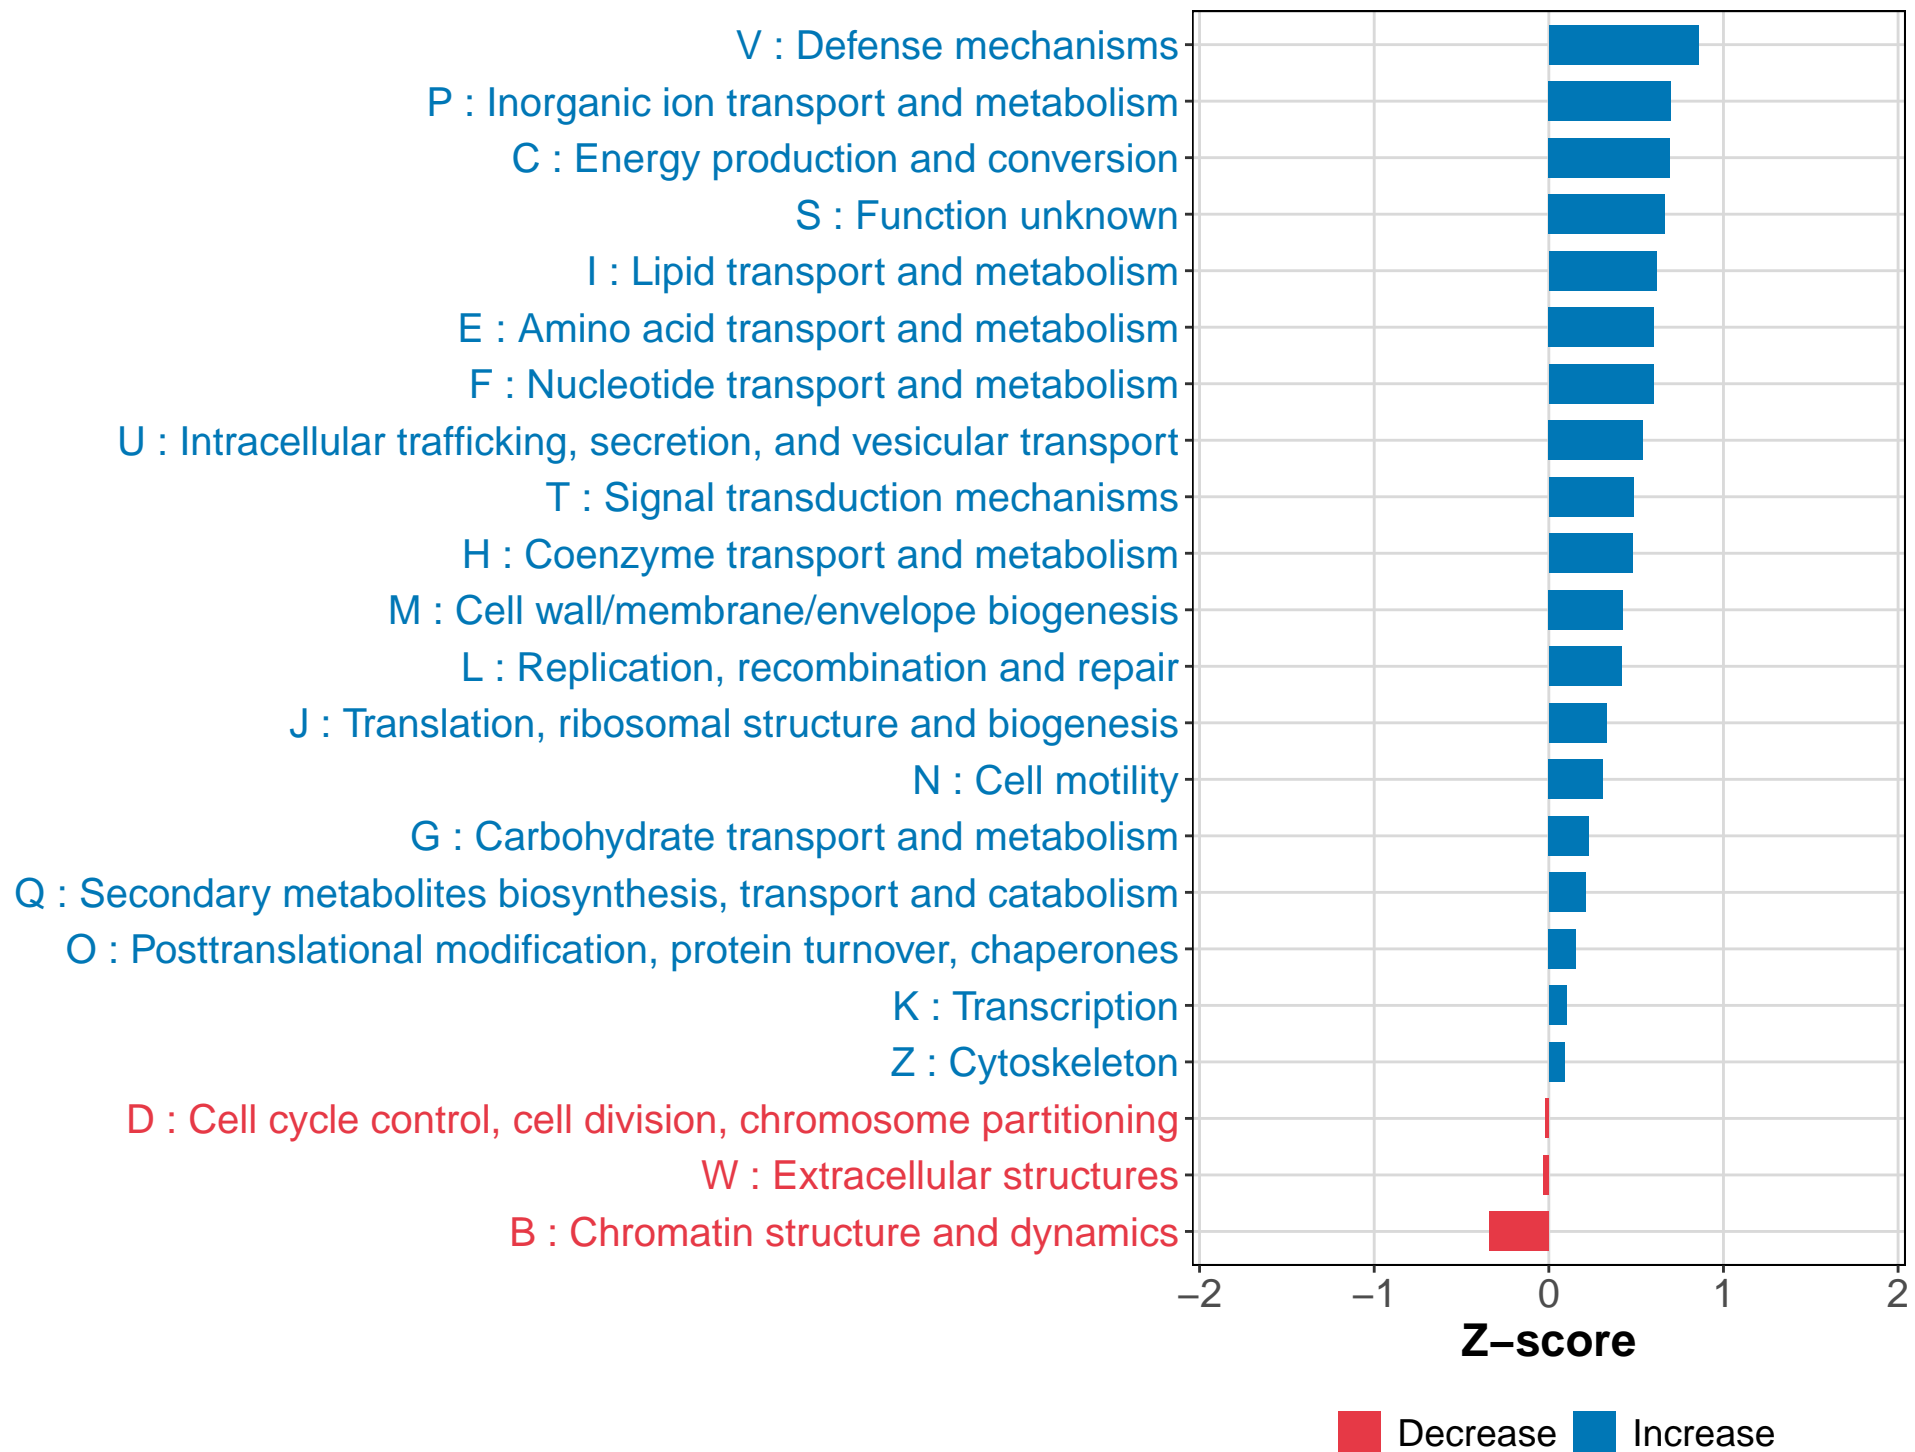 V : Defense mechanisms
P : Inorganic ion transport and metabolism
C : Energy production and conversion
S : Function unknown
I : Lipid transport and metabolism
E : Amino acid transport and metabolism
F : Nucleotide transport and metabolism
U : Intracellular trafficking, secretion, and vesicular transport
T : Signal transduction mechanisms
H : Coenzyme transport and metabolism
M : Cell wall/membrane/envelope biogenesis
L : Replication, recombination and repair
J : Translation, ribosomal structure and biogenesis
N : Cell motility
G : Carbohydrate transport and metabolism
Q : Secondary metabolites biosynthesis, transport and catabolism
O : Posttranslational modification, protein turnover, chaperones
K : Transcription
Z : Cytoskeleton
D : Cell cycle control, cell division, chromosome partitioning
W : Extracellular structures
B : Chromatin structure and dynamics
−2 −1 0 1 2
Z−score
Decrease Increase